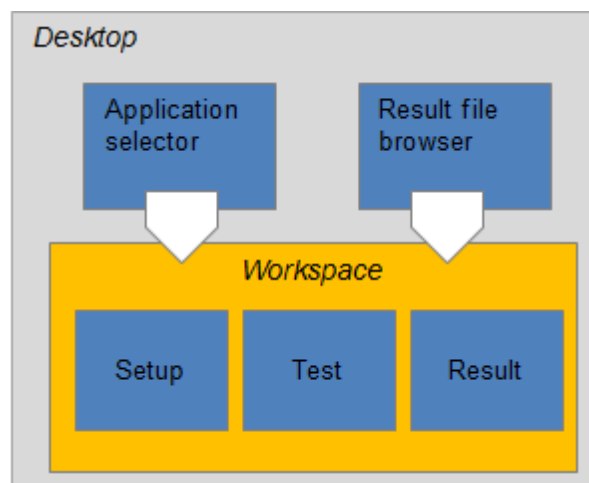 Desktop
Application
selector
Result file
browser
Workspace
Setup
Test
Result